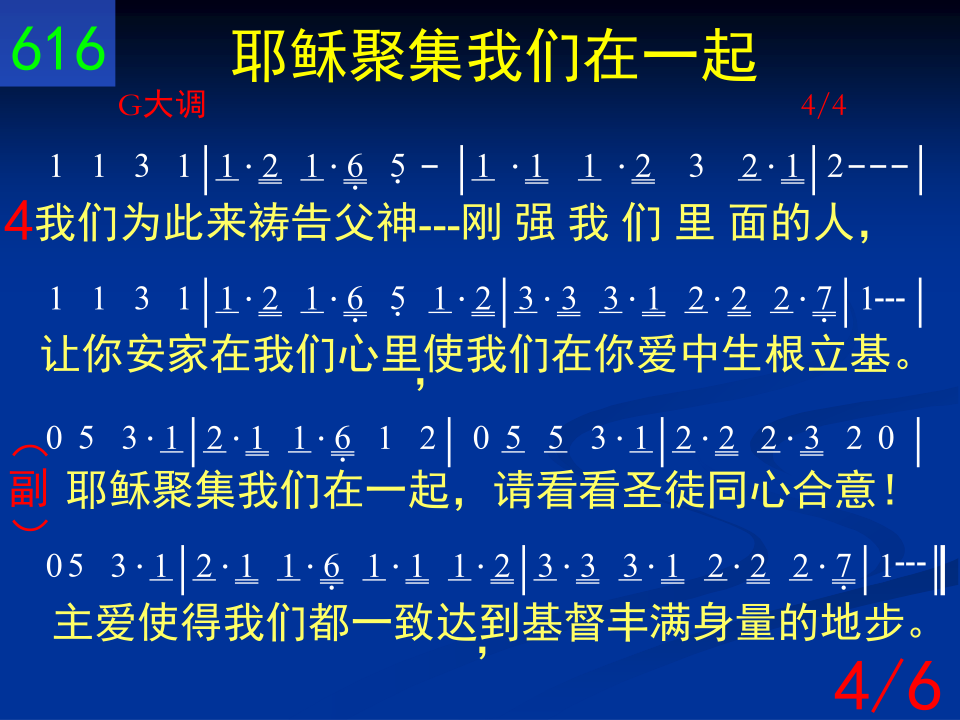 616
耶稣聚集我们在一起
G大调 4/4
1 1 3 1|1·2 1·6 5 - |1 ·1 1 ·2 3 2·1|2---|
4我们为此来祷告父神---刚 强 我 们 里 面的人，
1 1 3 1|1·2 1·6 5 1·2|3·3 3·1 2·2 2·7|1---|
让你安家在我们心里，使我们在你爱中生根立基。
0 5 3·1|2·1 1·6 1 2| 0 5 5 3·1|2·2 2·3 2 0 |
（副） 耶稣聚集我们在一起，请看看圣徒同心合意！
0 5 3·1|2·1 1·6 1·1 1·2|3·3 3·1 2·2 2·7|1---‖
主爱使得我们都一致，达到基督丰满身量的地步。
4/6